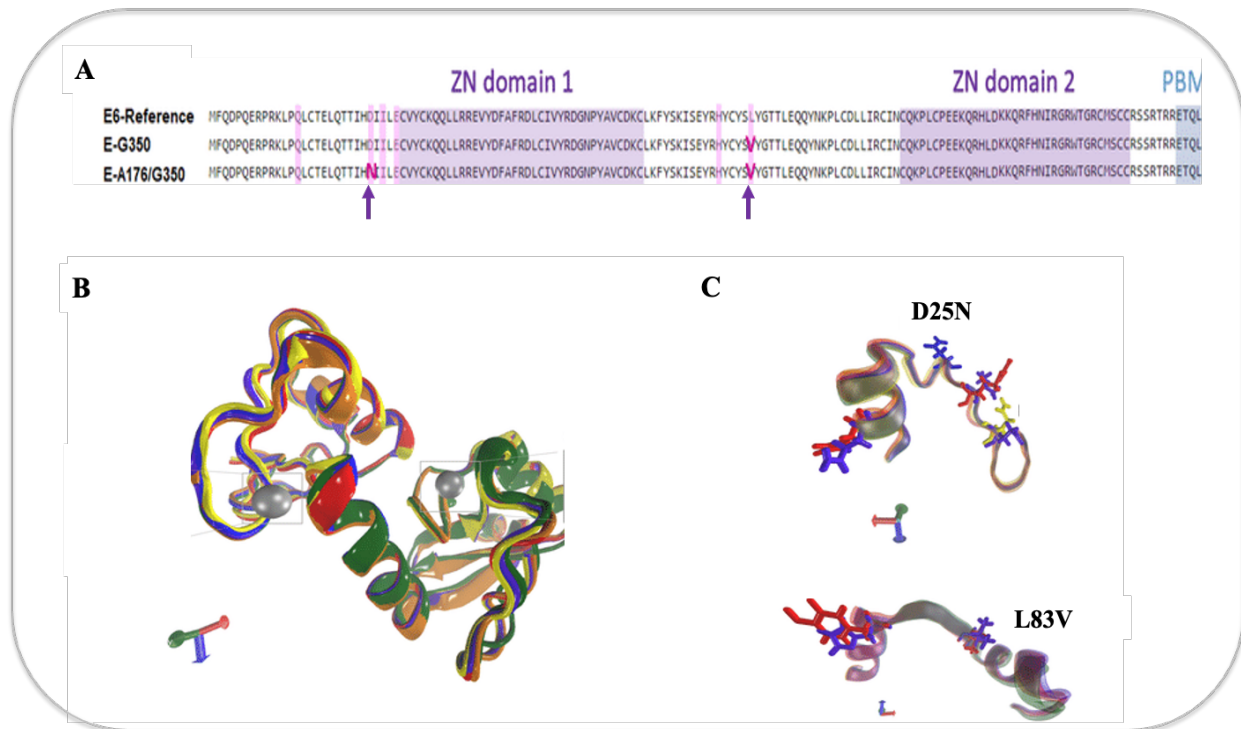 A
ZN domain 1 ZN domain 2 PBM
E6-Reference MFQDPQERPRKLPQLCTELQTTIHDIILECVYCKQQLLRREVYDFAFRDLCIVYRDGNPYAVCDKCLKFYSKISEYRHYCYSLYGTTLEQQYNKPLCDLLIRCINCQKPLCPEEKQRHLDKKQRFHNIRGRWTGRCMSCCRSSRTRRETQL
E-G350 MFQDPQERPRKLPQLCTELQTTIHDIILECVYCKQQLLRREVYDFAFRDLCIVYRDGNPYAVCDKCLKFYSKISEYRHYCYSVYGTTLEQQYNKPLCDLLIRCINCQKPLCPEEKQRHLDKKQRFHNIRGRWTGRCMSCCRSSRTRRETQL
E-A176/G350 MFQDPQERPRKLPQLCTELQTTIHNIILECVYCKQQLLRREVYDFAFRDLCIVYRDGNPYAVCDKCLKFYSKISEYRHYCYSVYGTTLEQQYNKPLCDLLIRCINCQKPLCPEEKQRHLDKKQRFHNIRGRWTGRCMSCCRSSRTRRETQL
B
C
D25N
L83V